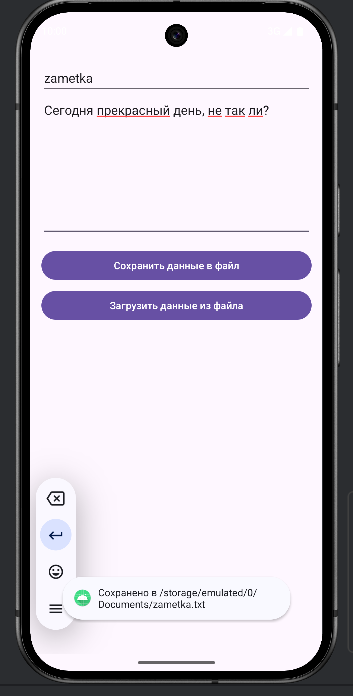 zametka
Сегодня прекрасный день, не так ли?
Сохранить данные в файл
Загрузить данные из файла
Сохранено в /storage/emulated/0/
Documents/zametka.txt